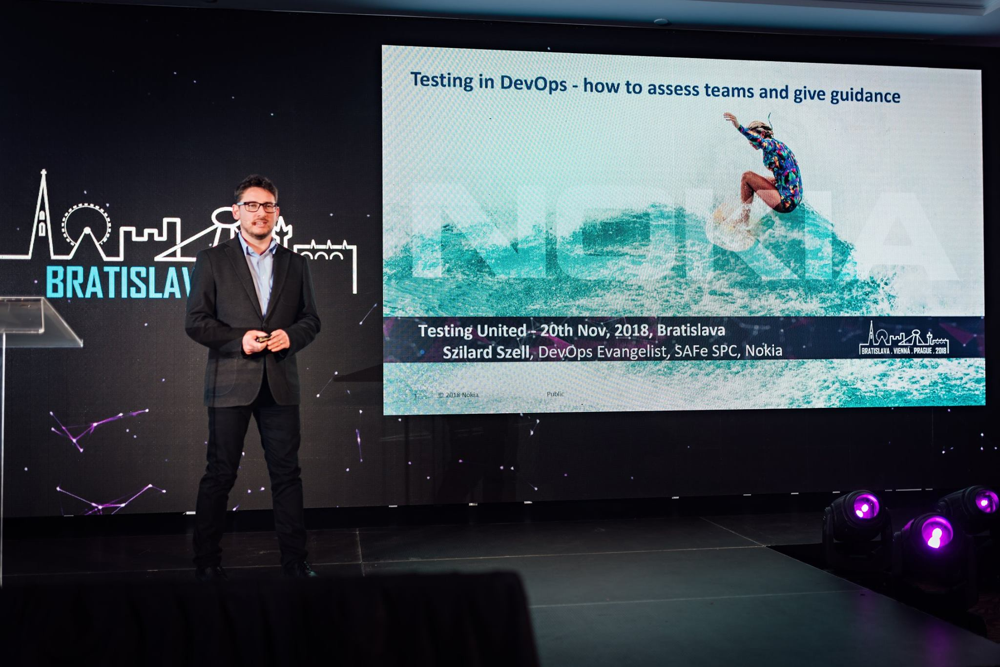 Testing in DevOps - how to assess teams and give guidance
NOKIA
BRATISLAV
Testing United - 20th Nov, 2018, Bratislava
Szilard Szell, DevOps Evangelist, SAFe SPC, Nokia
BRATISLAVA . VIENNA . PRAGUE . 2018
1 © 2018 Nokia Public